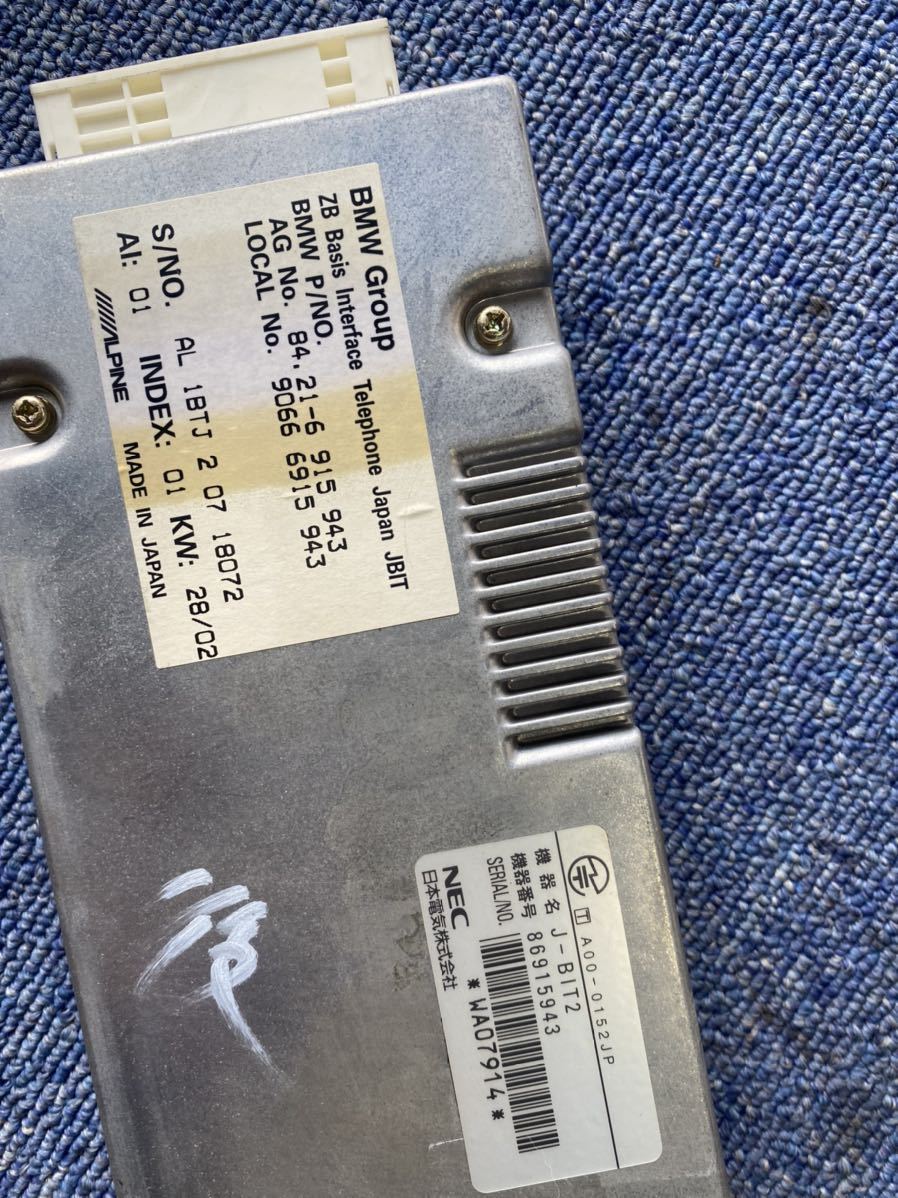 BMW Group
ZB Basis Interface Telephone Japan JBIT
BMW P/NO.
AG No. 84.21-6 915 943
LOCAL No. 9066 6915 943
S/NO. AL 1BTJ 2 07 18072
AI: 01 INDEX: 01 KW: 28/02
ALPINE MADE IN JAPAN
T A00-0152JP
機器名 J-BIT2
機器番号 86915943
SERIAL/NO.
*WA07914*
NEC
日本電気株式会社